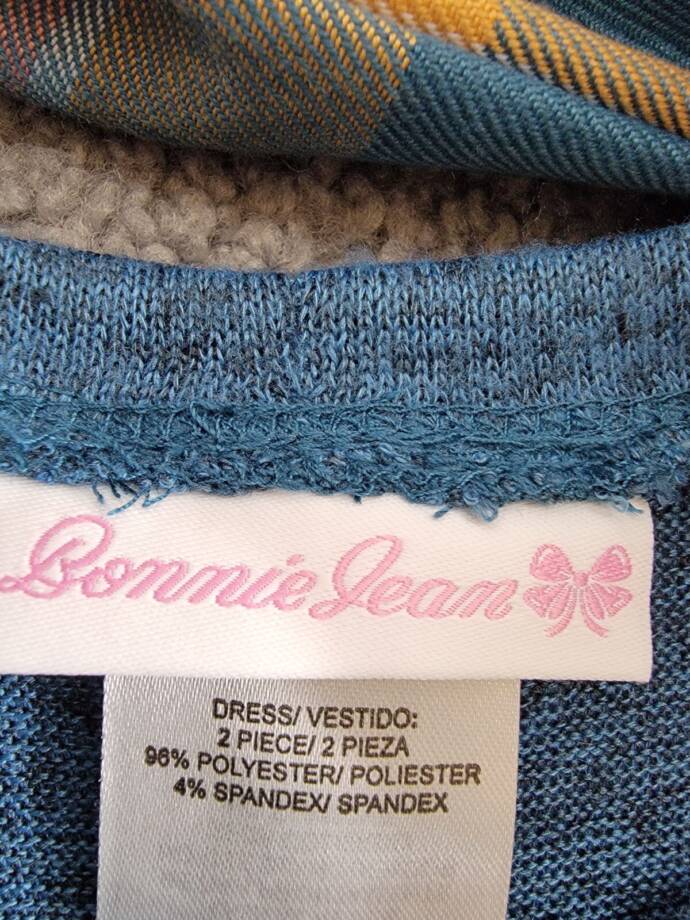 Bonnie Jean
DRESS/ VESTIDO:
2 PIECE/ 2 PIEZA
96% POLYESTER/ POLIESTER
4% SPANDEX/ SPANDEX